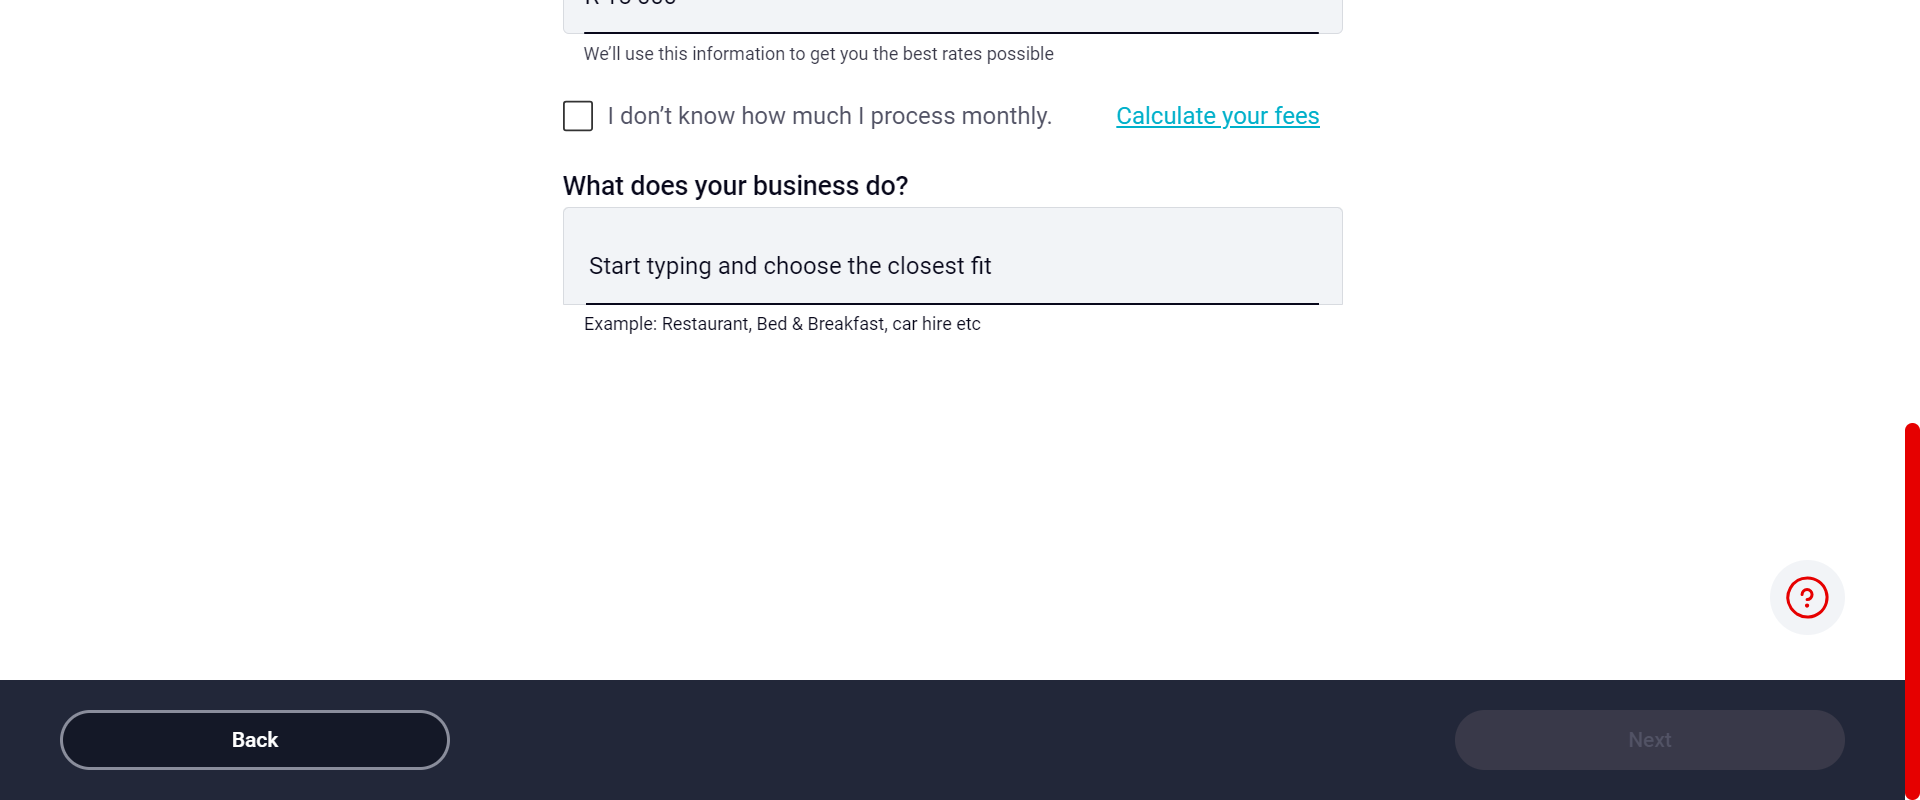 We’ll use this information to get you the best rates possible
I don’t know how much I process monthly.
Calculate your fees
What does your business do?
Start typing and choose the closest fit
Example: Restaurant, Bed & Breakfast, car hire etc
Back
Next